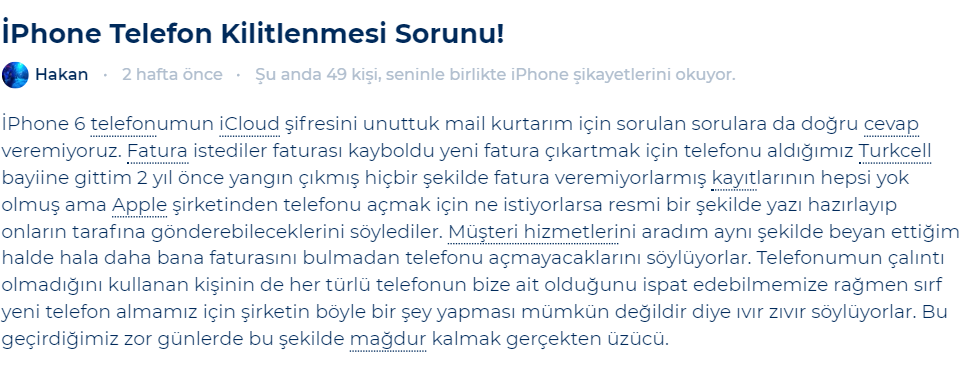 İPhone Telefon Kilitlenmesi Sorunu!
Hakan • 2 hafta önce • Şu anda 49 kişi, seninle birlikte iPhone şikayetlerini okuyor.
İPhone 6 telefonumun iCloud şifresini unuttuk mail kurtarım için sorulan sorulara da doğru cevap
veremiyoruz. Fatura istediler faturası kayboldu yeni fatura çıkartmak için telefonu aldığımız Turkcell
bayiine gittim 2 yıl önce yangın çıkmış hiçbir şekilde fatura veremiyorlarmış kayıtlarının hepsi yok
olmuş ama Apple şirketinden telefonu açmak için ne istiyorlarsa resmi bir şekilde yazı hazırlayıp
onların tarafına gönderebileceklerini söylediler. Müşteri hizmetlerini aradım aynı şekilde beyan ettiğim
halde hala daha bana faturasını bulmadan telefonu açmayacaklarını söylüyorlar. Telefonumun çalıntı
olmadığını kullanan kişinin de her türlü telefonun bize ait olduğunu ispat edebilmemize rağmen sırf
yeni telefon almamız için şirketin böyle bir şey yapması mümkün değildir diye ıvır zıvır söylüyorlar. Bu
geçirdiğimiz zor günlerde bu şekilde mağdur kalmak gerçekten üzücü.